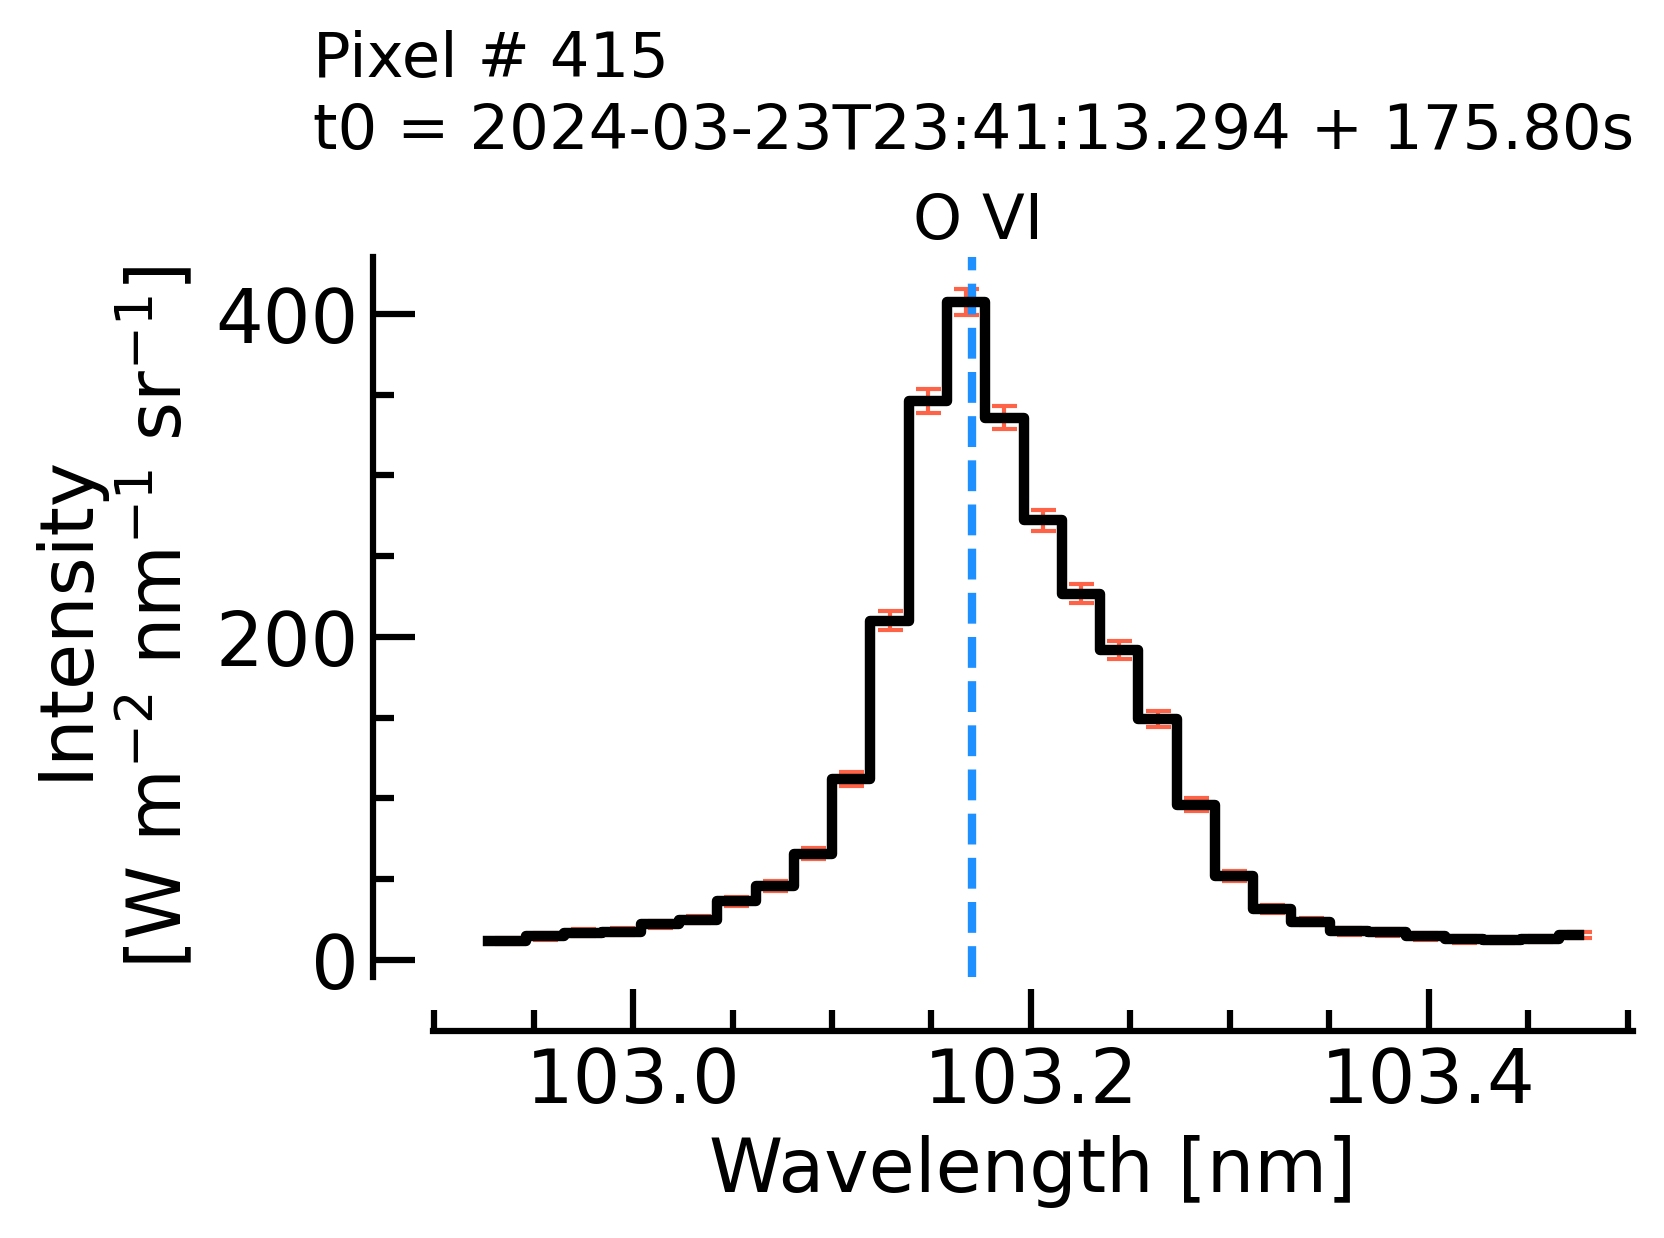 Pixel # 415
t0 = 2024-03-23T23:41:13.294 + 175.80s
O VI
Intensity
[W m⁻² nm⁻¹ sr⁻¹]
400
200
0
103.0 103.2 103.4
Wavelength [nm]